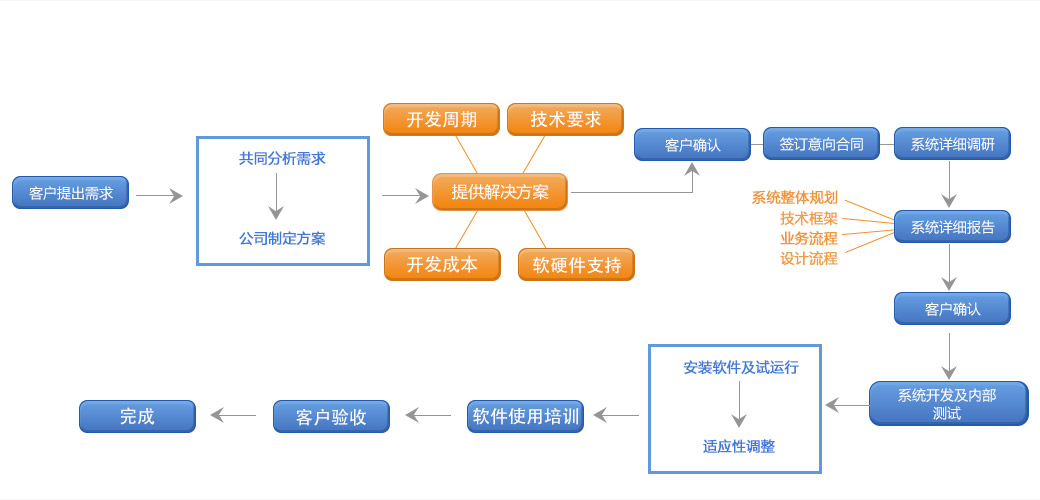 客户提出需求
共同分析需求
公司制定方案
开发周期
技术要求
提供解决方案
开发成本
软硬件支持
客户确认
签订意向合同
系统详细调研
系统整体规划
技术框架
业务流程
设计流程
系统详细报告
客户确认
系统开发及内部
测试
安装软件及试运行
适应性调整
软件使用培训
客户验收
完成